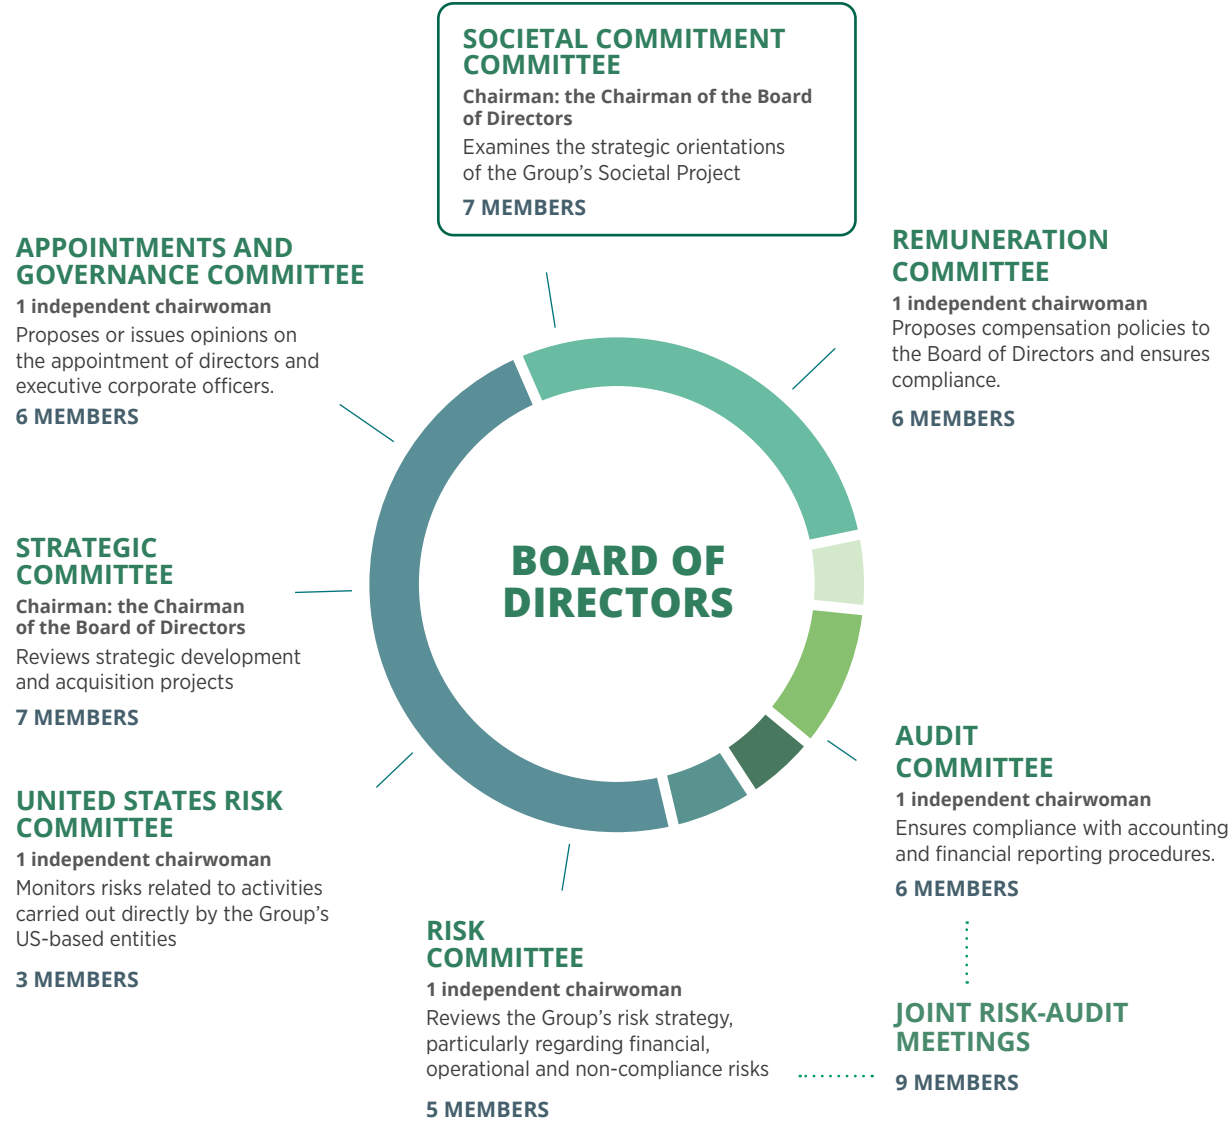 SOCIETAL COMMITMENT
COMMITTEE
Chairman: the Chairman of the Board
of Directors
Examines the strategic orientations
of the Group’s Societal Project
7 MEMBERS
APPOINTMENTS AND
GOVERNANCE COMMITTEE
1 independent chairwoman
Proposes or issues opinions on
the appointment of directors and
executive corporate officers.
6 MEMBERS
REMUNERATION
COMMITTEE
1 independent chairwoman
Proposes compensation policies to
the Board of Directors and ensures
compliance.
6 MEMBERS
BOARD OF
DIRECTORS
STRATEGIC
COMMITTEE
Chairman: the Chairman
of the Board of Directors
Reviews strategic development
and acquisition projects
7 MEMBERS
AUDIT
COMMITTEE
1 independent chairwoman
Ensures compliance with accounting
and financial reporting procedures.
6 MEMBERS
UNITED STATES RISK
COMMITTEE
1 independent chairwoman
Monitors risks related to activities
carried out directly by the Group’s
US-based entities
3 MEMBERS
RISK
COMMITTEE
1 independent chairwoman
Reviews the Group’s risk strategy,
particularly regarding financial,
operational and non-compliance risks
5 MEMBERS
JOINT RISK-AUDIT
MEETINGS
9 MEMBERS